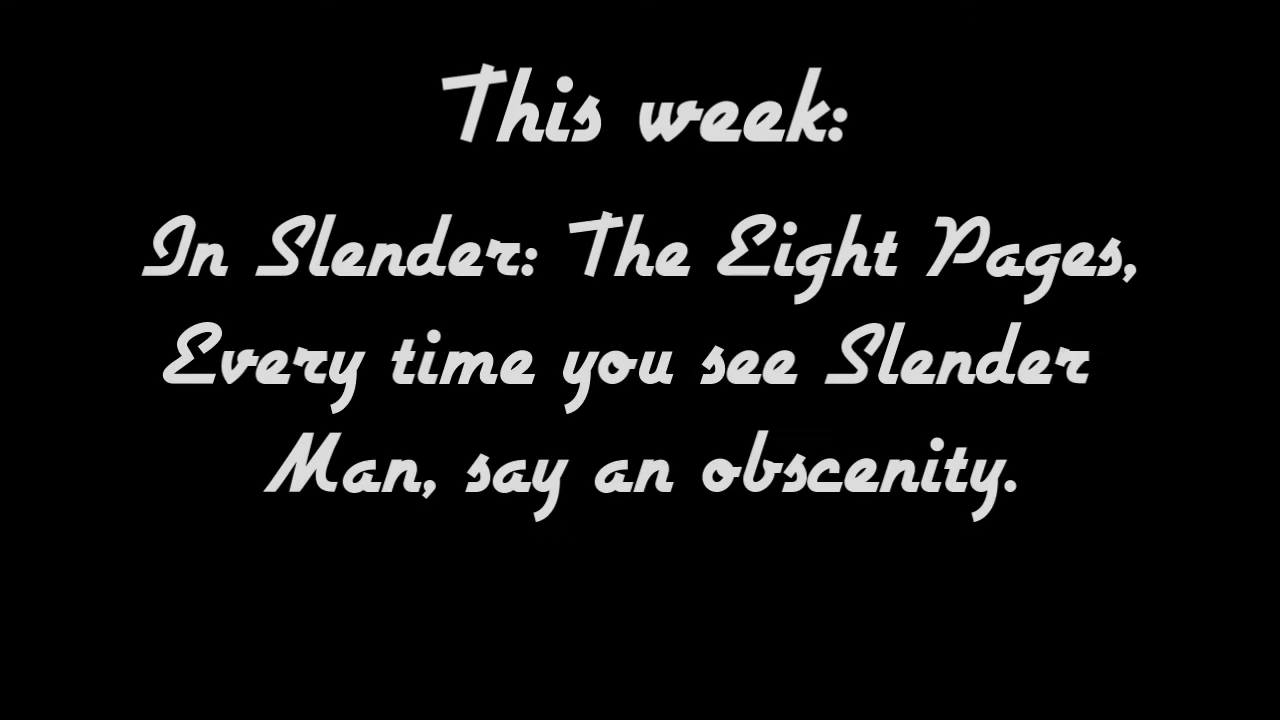 This week:
In Slender: The Eight Pages,
Every time you see Slender
Man, say an obscenity.